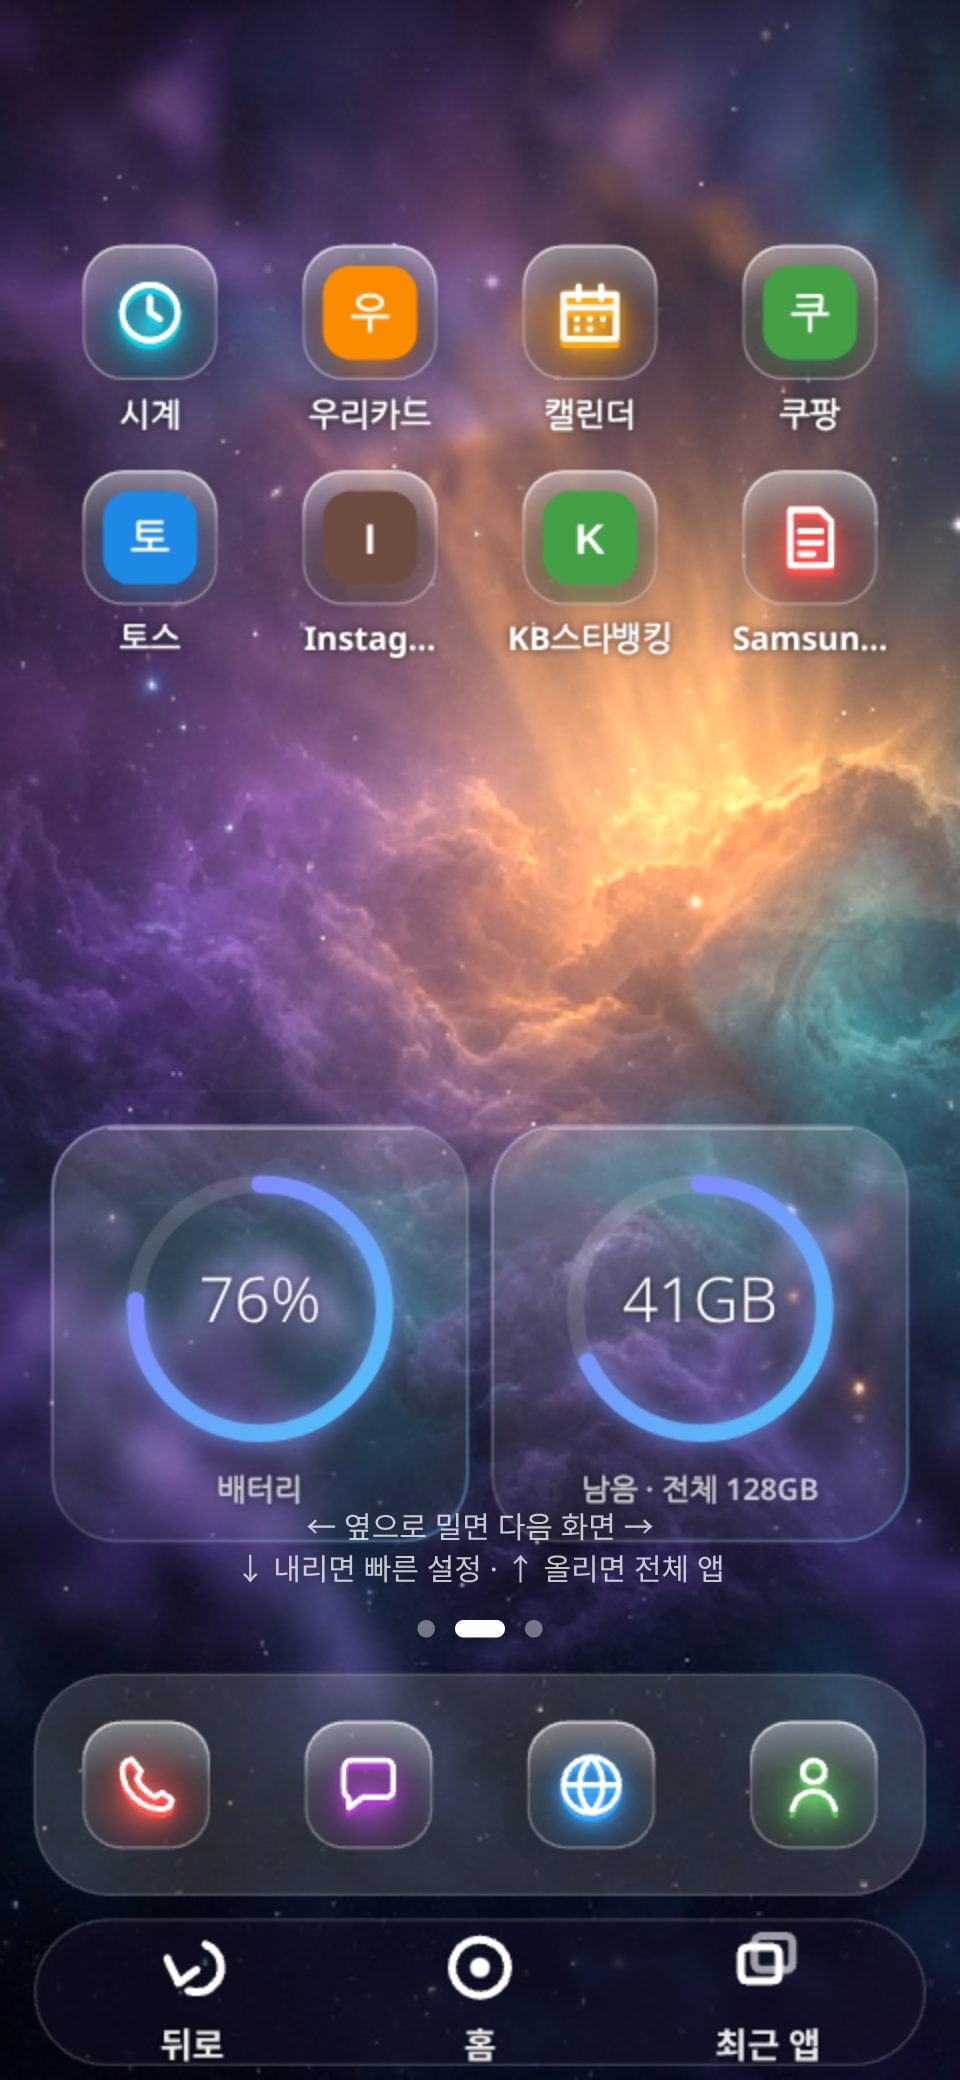 우
쿠
시계
우리카드
캘린더
쿠팡
토
I
K
토스
Instag...
KB스타뱅킹
Samsun...
76%
41GB
배터리
남음 · 전체 128GB
← 옆으로 밀면 다음 화면 →
↓ 내리면 빠른 설정 · ↑ 올리면 전체 앱
뒤로
홈
최근 앱